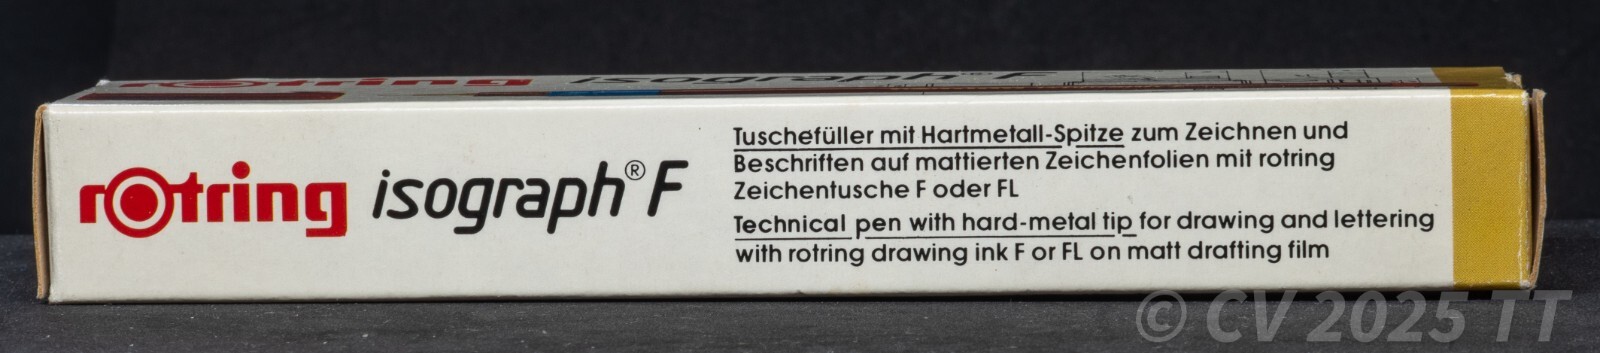 rotring isograph® F
rotring isograph® F
Tuschefüller mit Hartmetall-Spitze zum Zeichnen und
Beschriften auf mattierten Zeichenfolien mit rotring
Zeichentusche F oder FL
Technical pen with hard-metal tip for drawing and lettering
with rotring drawing ink F or FL on matt drafting film
© CV 2025 TT